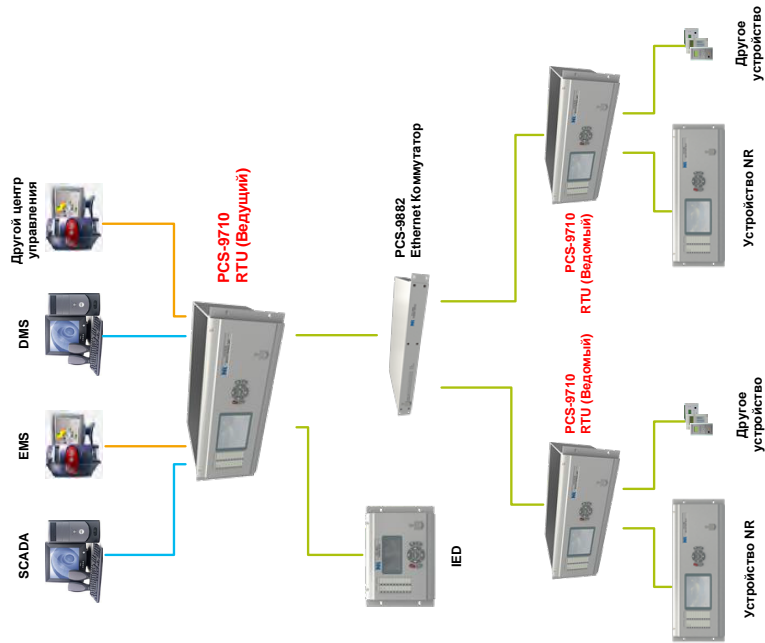 SCADA
EMS
DMS
Другой центр
управления
PCS-9710
RTU (Ведущий)
IED
PCS-9882
Ethernet Коммутатор
PCS-9710
RTU (Ведомый)
PCS-9710
RTU (Ведомый)
Устройство NR
Другое
устройство
Устройство NR
Другое
устройство